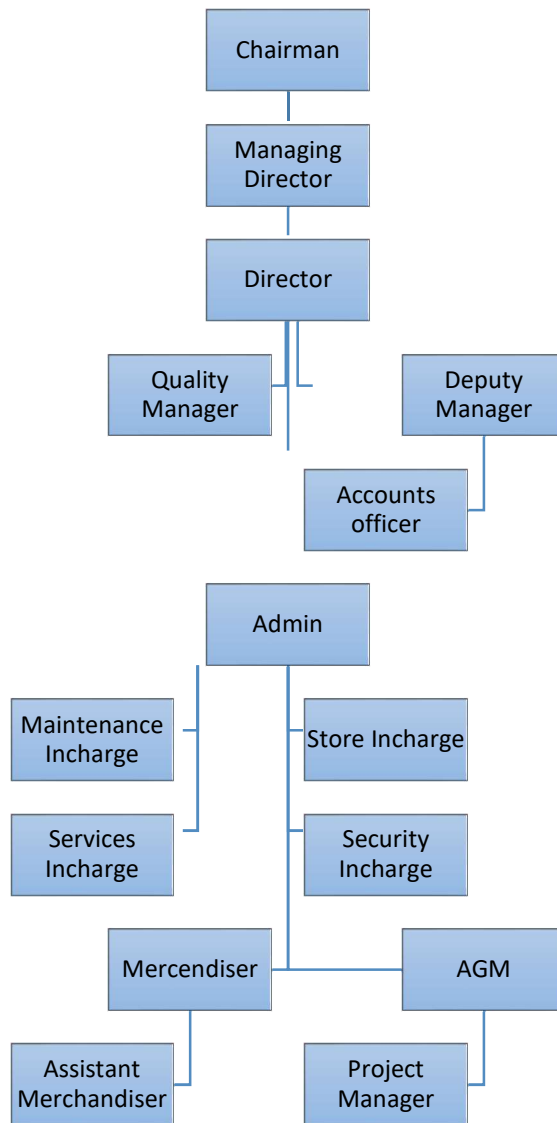 Chairman
Managing
Director
Director
Quality
Manager
Deputy
Manager
Accounts
officer
Admin
Maintenance
Incharge
Store Incharge
Services
Incharge
Security
Incharge
Mercendiser
AGM
Assistant
Merchandiser
Project
Manager